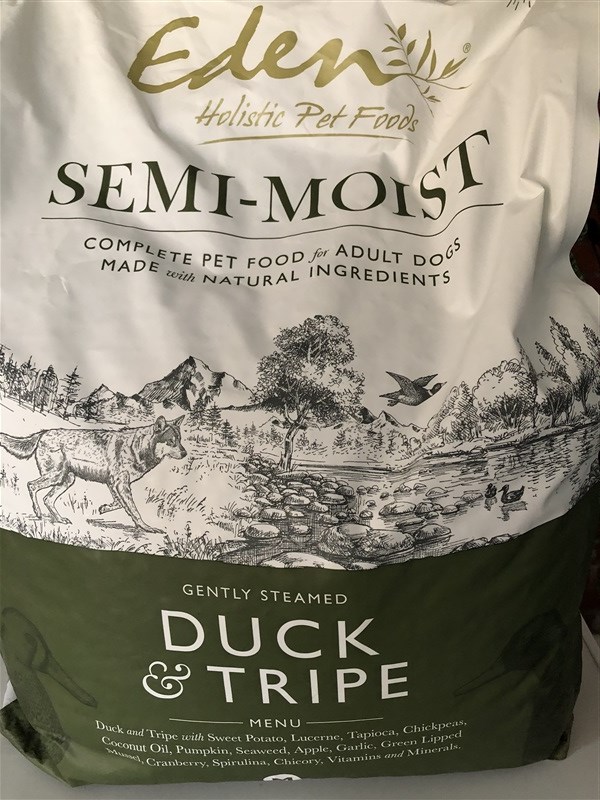 Eden®
Holistic Pet Foods
SEMI-MOIST
COMPLETE PET FOOD for ADULT DOGS
MADE with NATURAL INGREDIENTS
GENTLY STEAMED
DUCK
& TRIPE
MENU
Duck and Tripe with Sweet Potato, Lucerne, Tapioca, Chickpeas,
Coconut Oil, Pumpkin, Seaweed, Apple, Garlic, Green Lipped
Mussel, Cranberry, Spirulina, Chicory, Vitamins and Minerals.